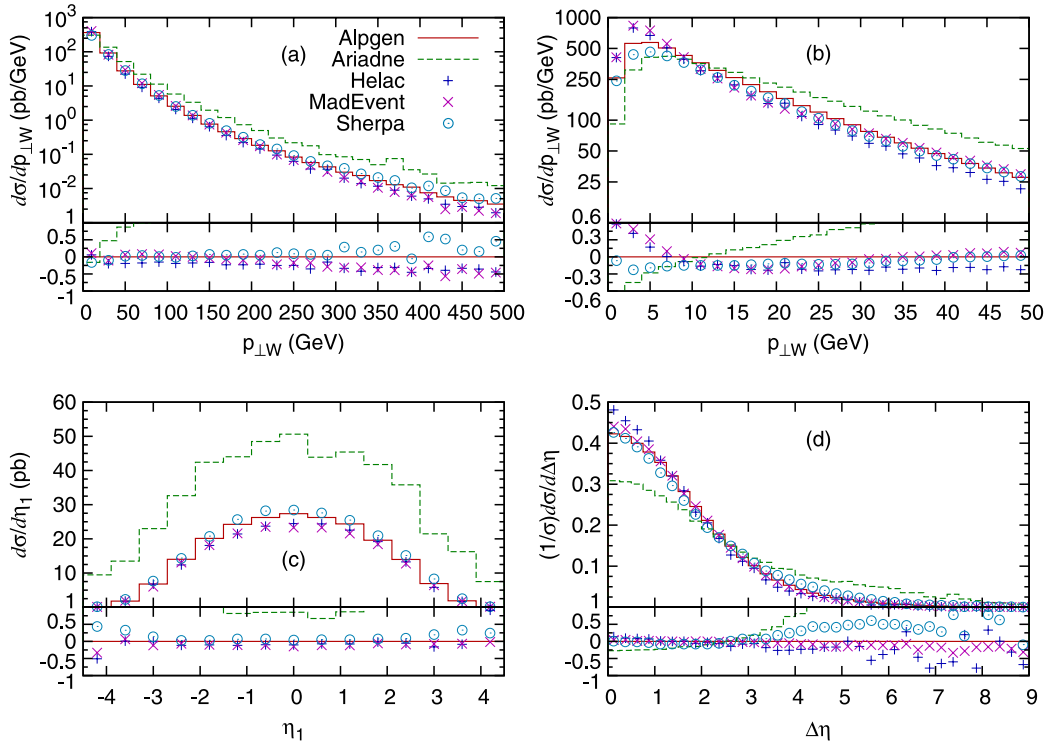 (a)
Alpgen
Ariadne
Helac
MadEvent
Sherpa
dσ/dp⊥W (pb/GeV)
10³
10²
10¹
10⁰
10⁻¹
10⁻²
1
0.5
0
-0.5
-1
0 50 100 150 200 250 300 350 400 450 500
p⊥W (GeV)
(b)
dσ/dp⊥W (pb/GeV)
1000
500
250
100
50
25
0.6
0.3
0
-0.3
-0.6
0 5 10 15 20 25 30 35 40 45 50
p⊥W (GeV)
(c)
dσ/dη₁ (pb)
60
50
40
30
20
10
1
0.5
0
-0.5
-1
-4 -3 -2 -1 0 1 2 3 4
η₁
(d)
(1/σ)dσ/dΔη
0.5
0.4
0.3
0.2
0.1
1
0.5
0
-0.5
-1
0 1 2 3 4 5 6 7 8 9
Δη